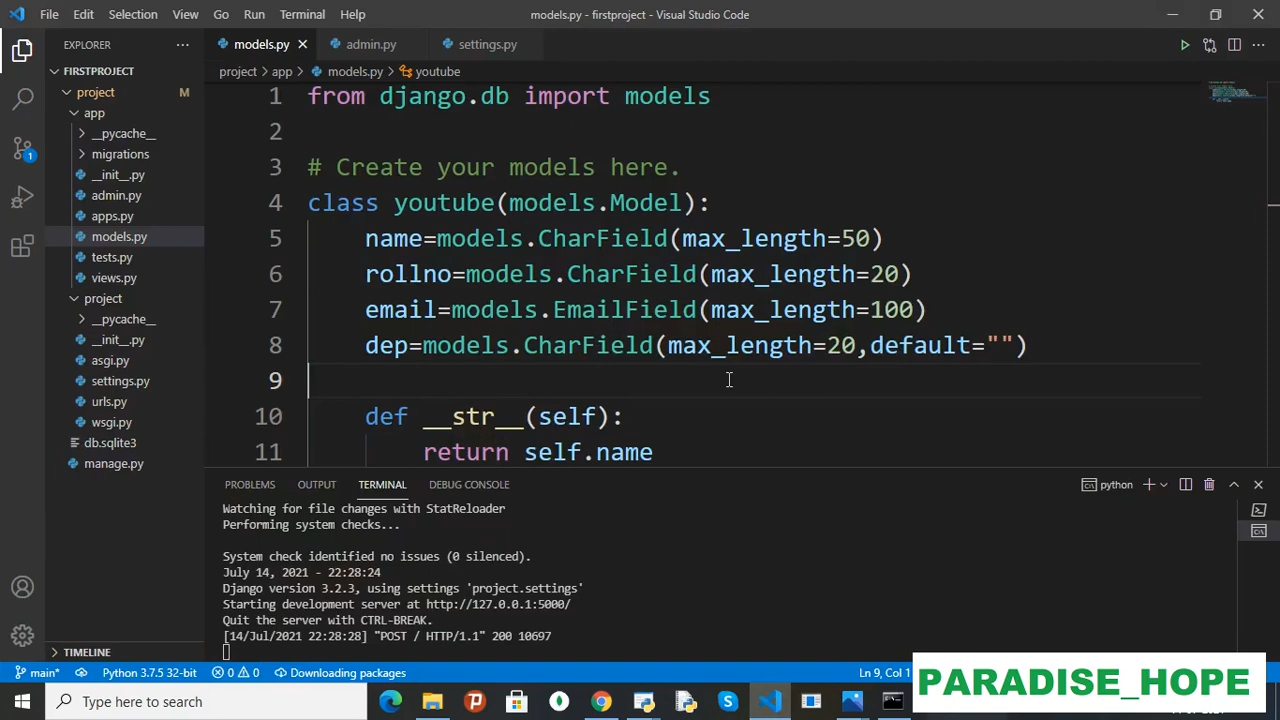 File Edit Selection View Go Run Terminal Help
models.py - firstproject - Visual Studio Code
EXPLORER
FIRSTPROJECT
project M
app
__pycache__
migrations
__init__.py
admin.py
apps.py
models.py
tests.py
views.py
project
__pycache__
__init__.py
asgi.py
settings.py
urls.py
wsgi.py
db.sqlite3
manage.py
TIMELINE
1
models.py admin.py settings.py
project app models.py youtube
1 from django.db import models
2
3 # Create your models here.
4 class youtube(models.Model):
5 name=models.CharField(max_length=50)
6 rollno=models.CharField(max_length=20)
7 email=models.EmailField(max_length=100)
8 dep=models.CharField(max_length=20,default="")
9
10 def __str__(self):
11 return self.name
PROBLEMS OUTPUT TERMINAL DEBUG CONSOLE
python
Watching for file changes with StatReloader
Performing system checks...
System check identified no issues (0 silenced).
July 14, 2021 - 22:28:24
Django version 3.2.3, using settings 'project.settings'
Starting development server at http://127.0.0.1:5000/
Quit the server with CTRL-BREAK.
[14/Jul/2021 22:28:28] "POST / HTTP/1.1" 200 10697
main* Python 3.7.5 32-bit 0 0 Downloading packages
Ln 9, Col 1
PARADISE_HOPE
Type here to search